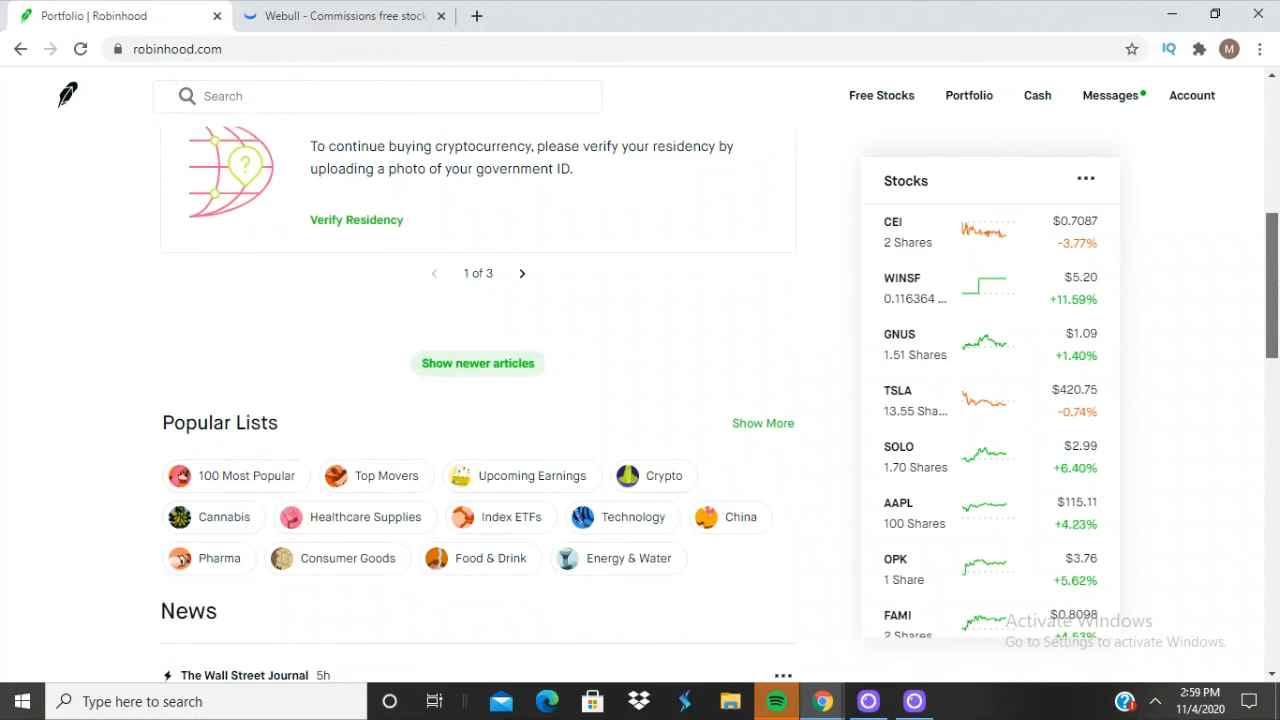 Portfolio | Robinhood
Webull - Commissions free stock
robinhood.com
IQ
M
Search
Free Stocks
Portfolio
Cash
Messages
Account
?
To continue buying cryptocurrency, please verify your residency by
uploading a photo of your government ID.
Verify Residency
1 of 3
Show newer articles
Popular Lists
Show More
100 Most Popular
Top Movers
Upcoming Earnings
Crypto
Cannabis
Healthcare Supplies
Index ETFs
Technology
China
Pharma
Consumer Goods
Food & Drink
Energy & Water
News
The Wall Street Journal 5h
Stocks
CEI
$0.7087
2 Shares
-3.77%
WINSF
$5.20
0.116364 ...
+11.59%
GNUS
$1.09
1.51 Shares
+1.40%
TSLA
$420.75
13.55 Sha...
-0.74%
SOLO
$2.99
1.70 Shares
+6.40%
AAPL
$115.11
100 Shares
+4.23%
OPK
$3.76
1 Share
+5.62%
FAMI
$0.8098
2 Shares
+4.53%
Activate Windows
Go to Settings to activate Windows.
Type here to search
2:59 PM
11/4/2020